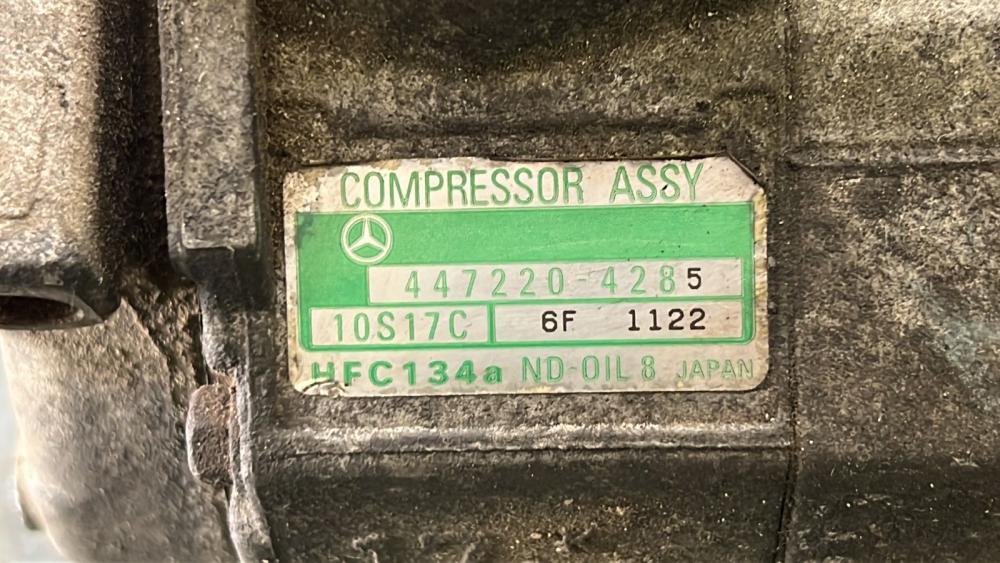 COMPRESSOR ASSY
447220-4285
10S17C 6F 1122
HFC134a ND-OIL 8 JAPAN